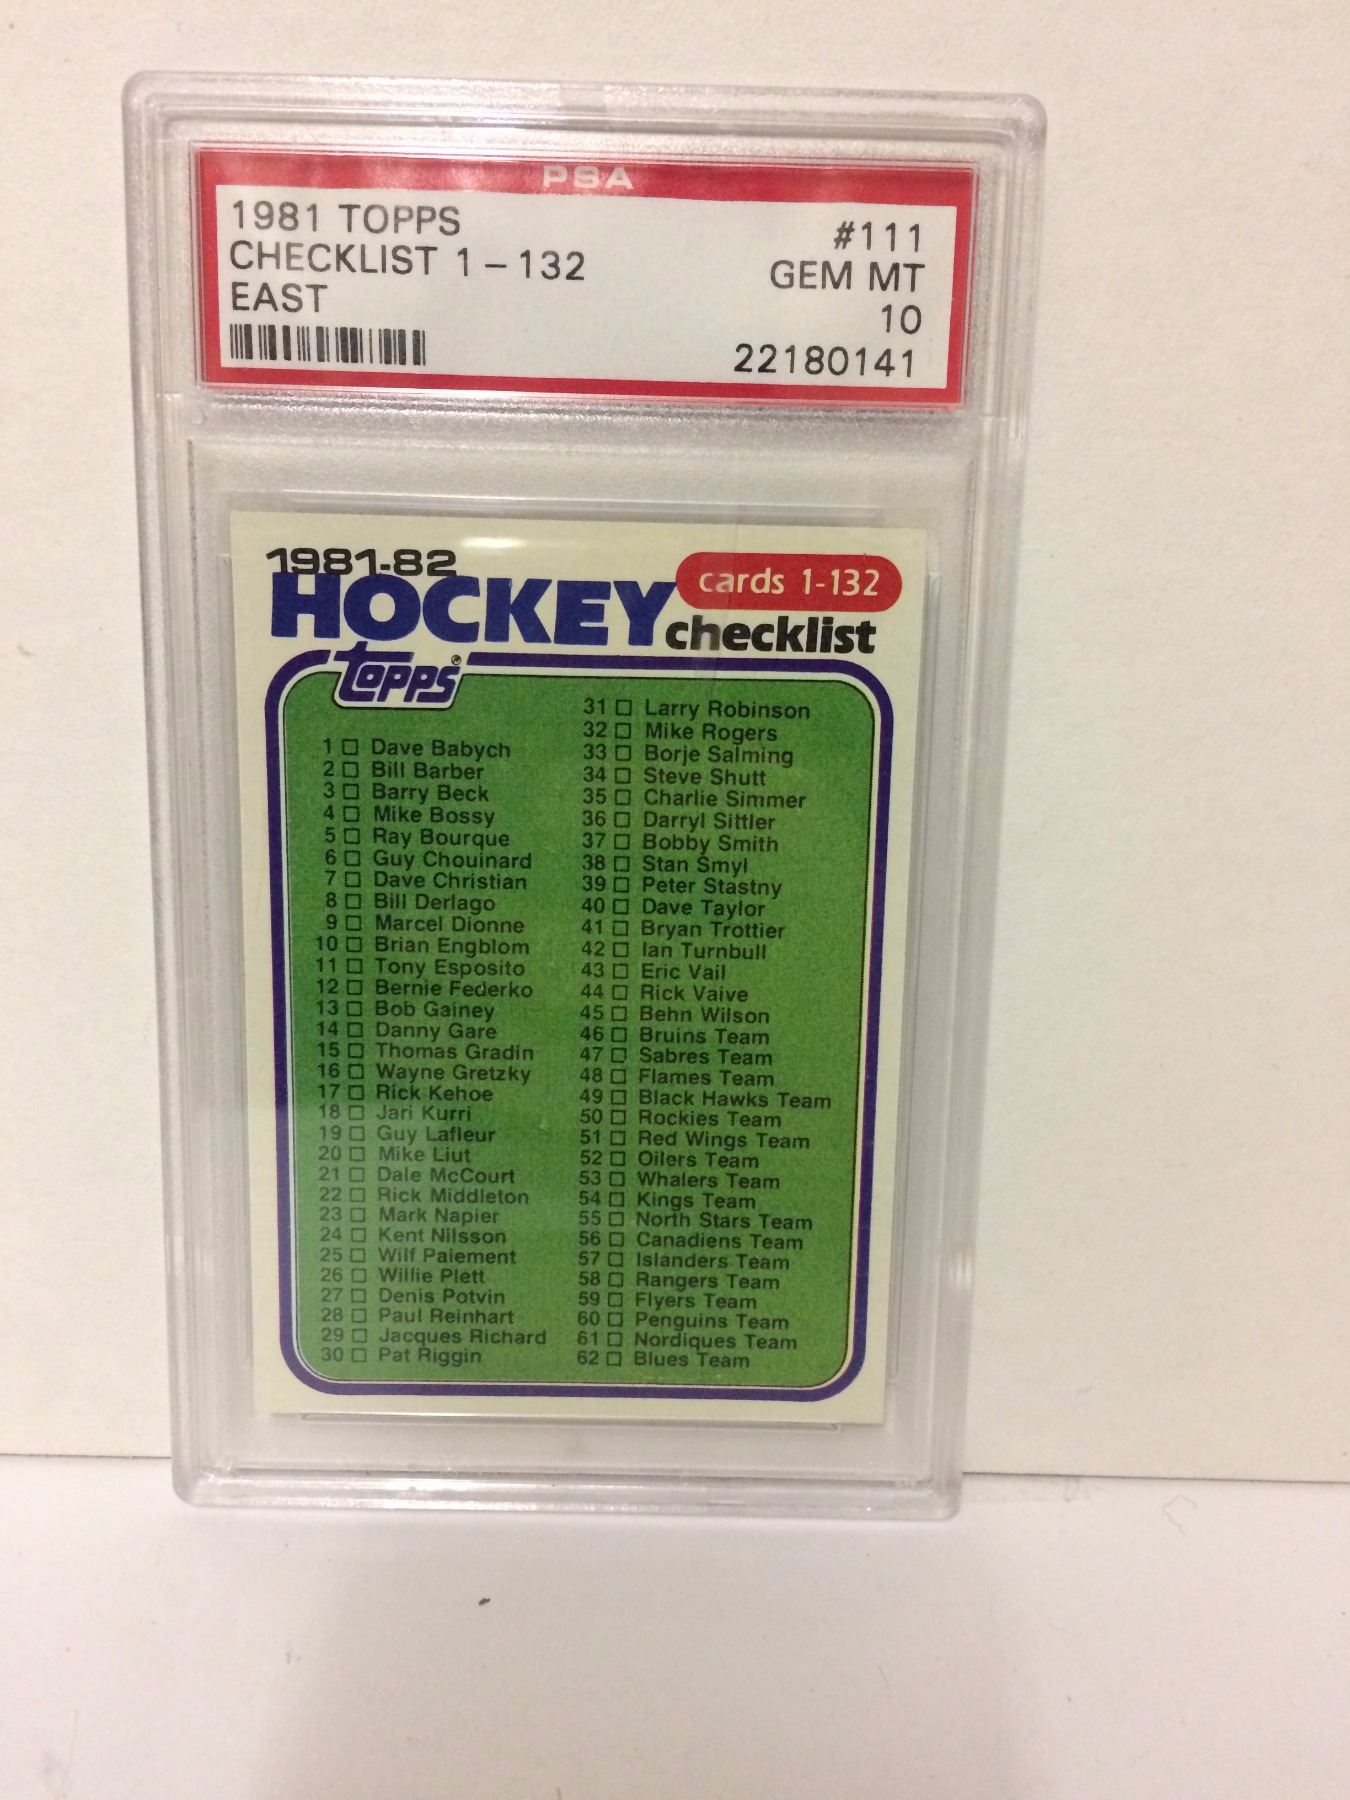 PSA
1981 TOPPS
CHECKLIST 1-132
EAST
#111
GEM MT
10
22180141
1981-82
HOCKEY
cards 1-132
checklist
topps®
1 □ Dave Babych
2 □ Bill Barber
3 □ Barry Beck
4 □ Mike Bossy
5 □ Ray Bourque
6 □ Guy Chouinard
7 □ Dave Christian
8 □ Bill Derlago
9 □ Marcel Dionne
10 □ Brian Engblom
11 □ Tony Esposito
12 □ Bernie Federko
13 □ Bob Gainey
14 □ Danny Gare
15 □ Thomas Gradin
16 □ Wayne Gretzky
17 □ Rick Kehoe
18 □ Jari Kurri
19 □ Guy Lafleur
20 □ Mike Liut
21 □ Dale McCourt
22 □ Rick Middleton
23 □ Mark Napier
24 □ Kent Nilsson
25 □ Wilf Paiement
26 □ Willie Plett
27 □ Denis Potvin
28 □ Paul Reinhart
29 □ Jacques Richard
30 □ Pat Riggin
31 □ Larry Robinson
32 □ Mike Rogers
33 □ Borje Salming
34 □ Steve Shutt
35 □ Charlie Simmer
36 □ Darryl Sittler
37 □ Bobby Smith
38 □ Stan Smyl
39 □ Peter Stastny
40 □ Dave Taylor
41 □ Bryan Trottier
42 □ Ian Turnbull
43 □ Eric Vail
44 □ Rick Vaive
45 □ Behn Wilson
46 □ Bruins Team
47 □ Sabres Team
48 □ Flames Team
49 □ Black Hawks Team
50 □ Rockies Team
51 □ Red Wings Team
52 □ Oilers Team
53 □ Whalers Team
54 □ Kings Team
55 □ North Stars Team
56 □ Canadiens Team
57 □ Islanders Team
58 □ Rangers Team
59 □ Flyers Team
60 □ Penguins Team
61 □ Nordiques Team
62 □ Blues Team